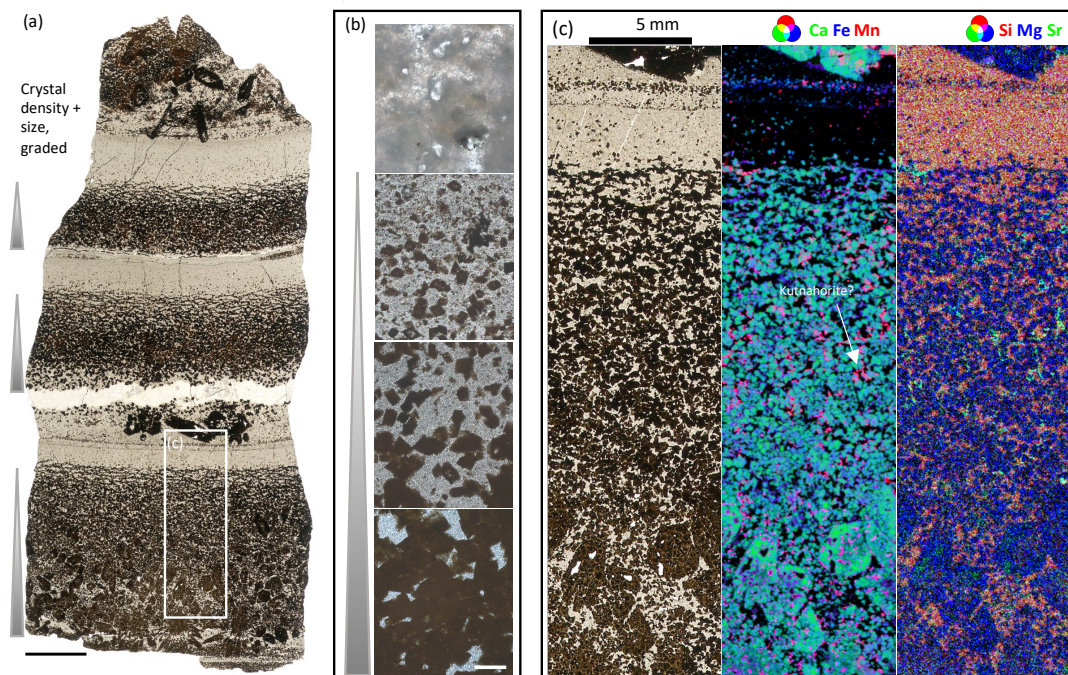 (a)
Crystal
density +
size,
graded
(c)
(b)
(c)
5 mm
Ca Fe Mn
Si Mg Sr
Kutnahorite?